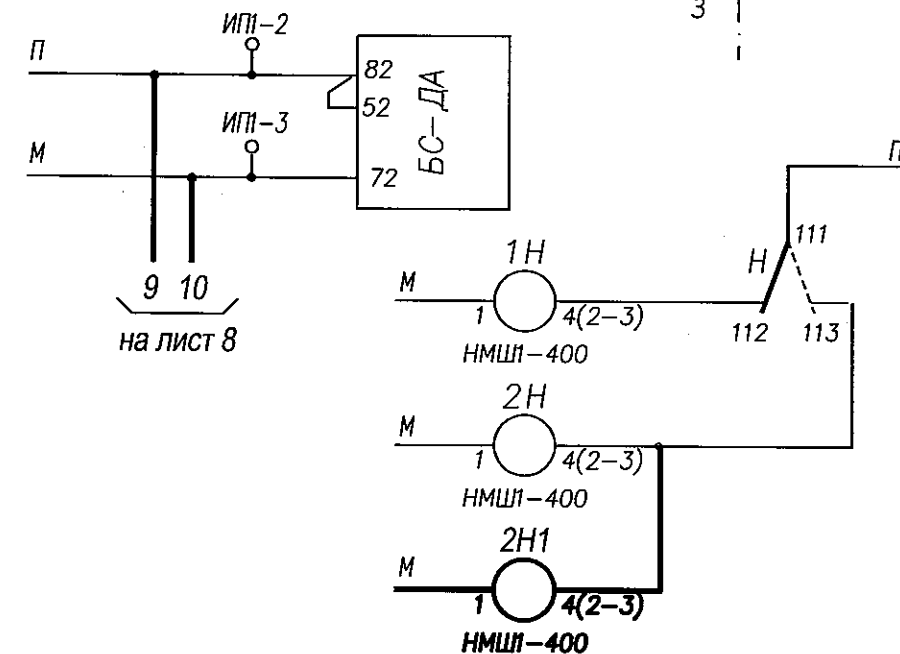 3
ИП1-2
П
82
52
БС-ДА
ИП1-3
М
72
П
9 10
на лист 8
1Н
М
1
4(2-3)
НМШ1-400
Н
111
112
113
2Н
М
1
4(2-3)
НМШ1-400
2Н1
М
1
4(2-3)
НМШ1-400